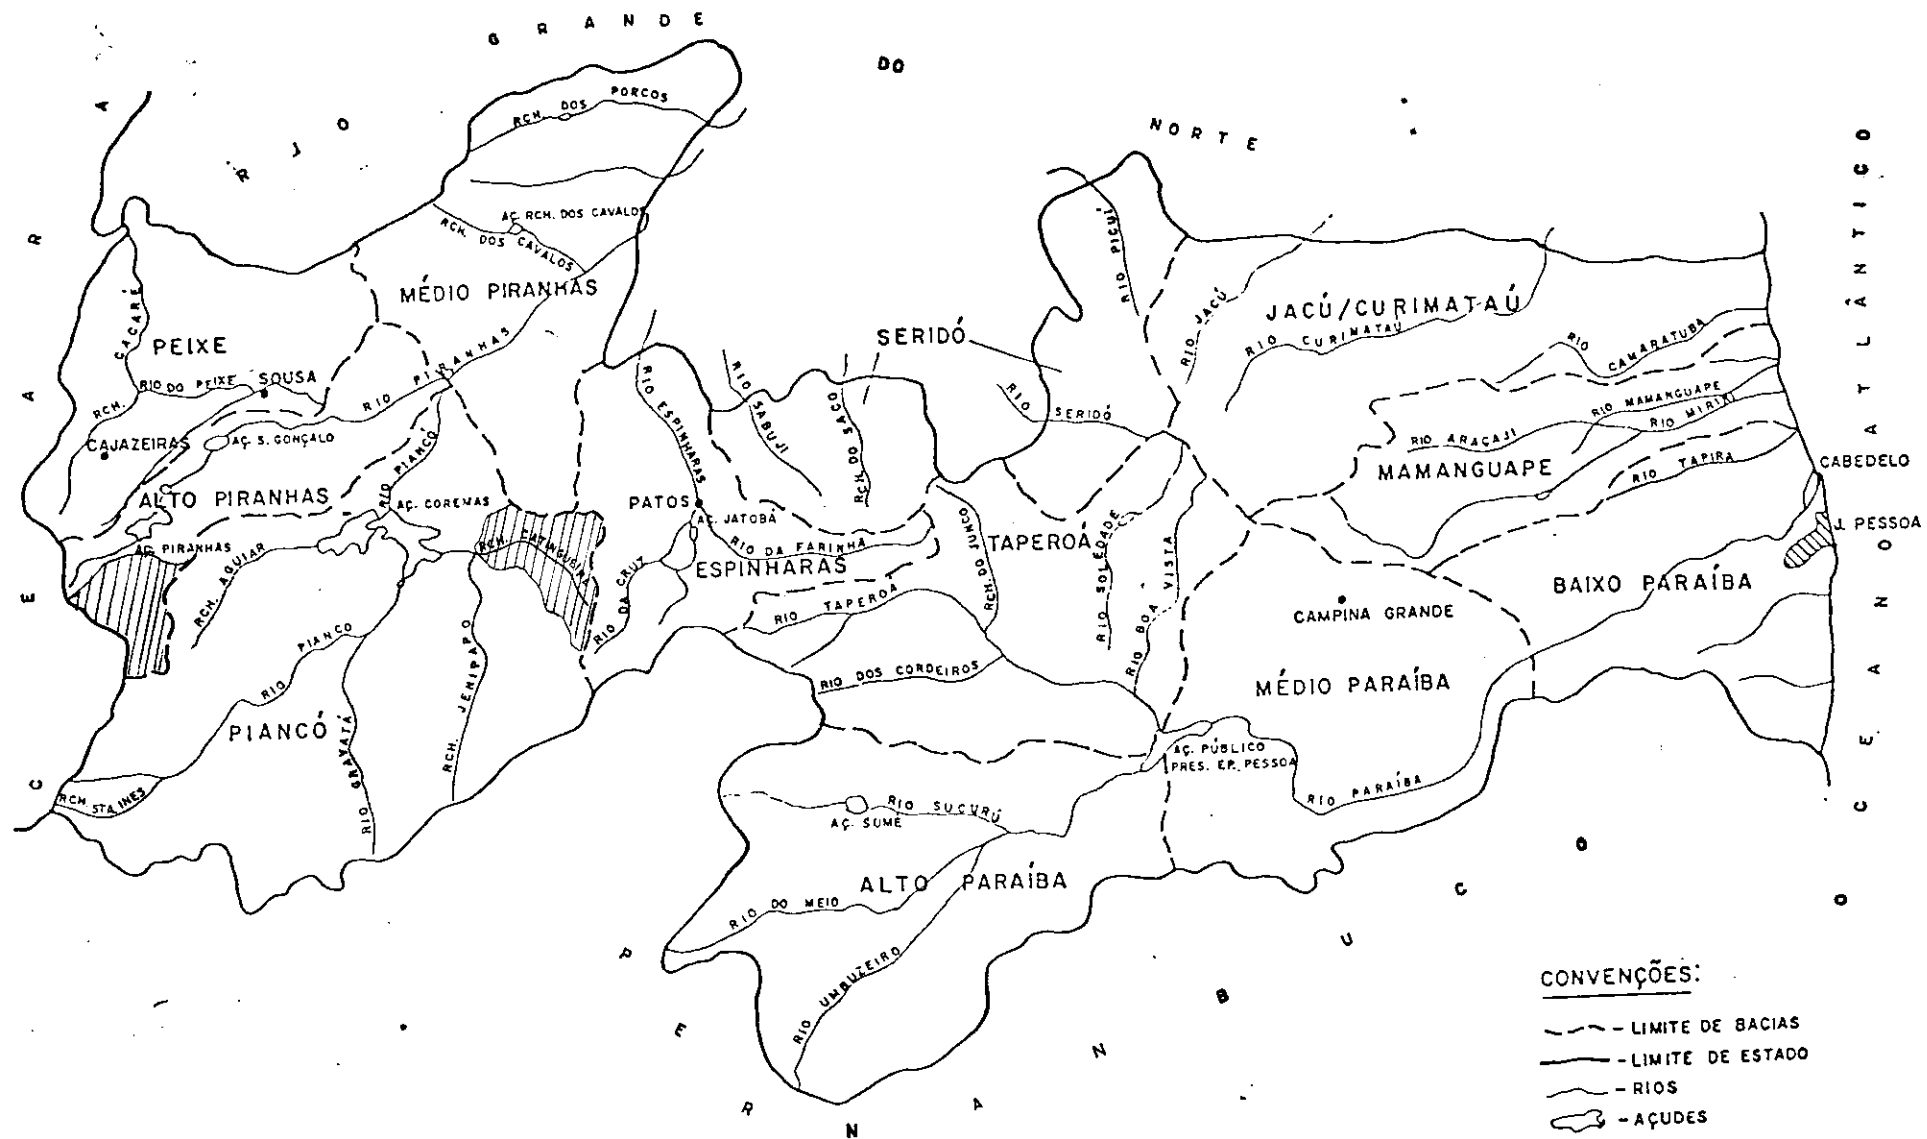 RIO GRANDE DO NORTE
CEARÁ
PERNAMBUCO
OCEANO ATLÂNTICO
RCH. DOS PORCOS
AÇ. RCH. DOS CAVALOS
RCH. DOS CAVALOS
MÉDIO PIRANHAS
RIO PIRANHAS
PEIXE
RIO DO PEIXE
SOUSA
CAJAZEIRAS
AÇ. S. GONÇALO
ALTO PIRANHAS
AÇ. PIRANHAS
RIO PIANCÓ
AÇ. COREMAS
RCH. AGUIAR
RIO PIANCO
PIANCÓ
RCH. STA. INES
RIO GRAVATÁ
RCH. JENIPAPO
RIO ESPINHARAS
PATOS
AÇ. JATOBÁ
RIO DA FARINHA
ESPINHARAS
RIO DA CRUZ
RIO SABUJI
RCH. DO SACO
SERIDÓ
RIO SERIDÓ
RIO PICUÍ
RIO JACÚ
JACÚ/CURIMATAÚ
RIO CURIMATAÚ
RIO CAMARATUBA
RIO MAMANGUAPE
RIO MIRIRI
RIO ARAÇAJI
MAMANGUAPE
RIO TAPIRA
CABEDELO
J. PESSOA
TAPEROÁ
RCH. DO JUNCO
RIO SOLEDADE
RIO BOA VISTA
RIO TAPEROA
RIO DOS CORDEIROS
CAMPINA GRANDE
MÉDIO PARAÍBA
BAIXO PARAÍBA
AÇ. PÚBLICO
PRES. EP. PESSOA
RIO PARAÍBA
RIO SUCURÚ
AÇ. SUMÉ
ALTO PARAÍBA
RIO DO MEIO
RIO UMBUZEIRO
CONVENÇÕES:
- LIMITE DE BACIAS
- LIMITE DE ESTADO
- RIOS
- AÇUDES